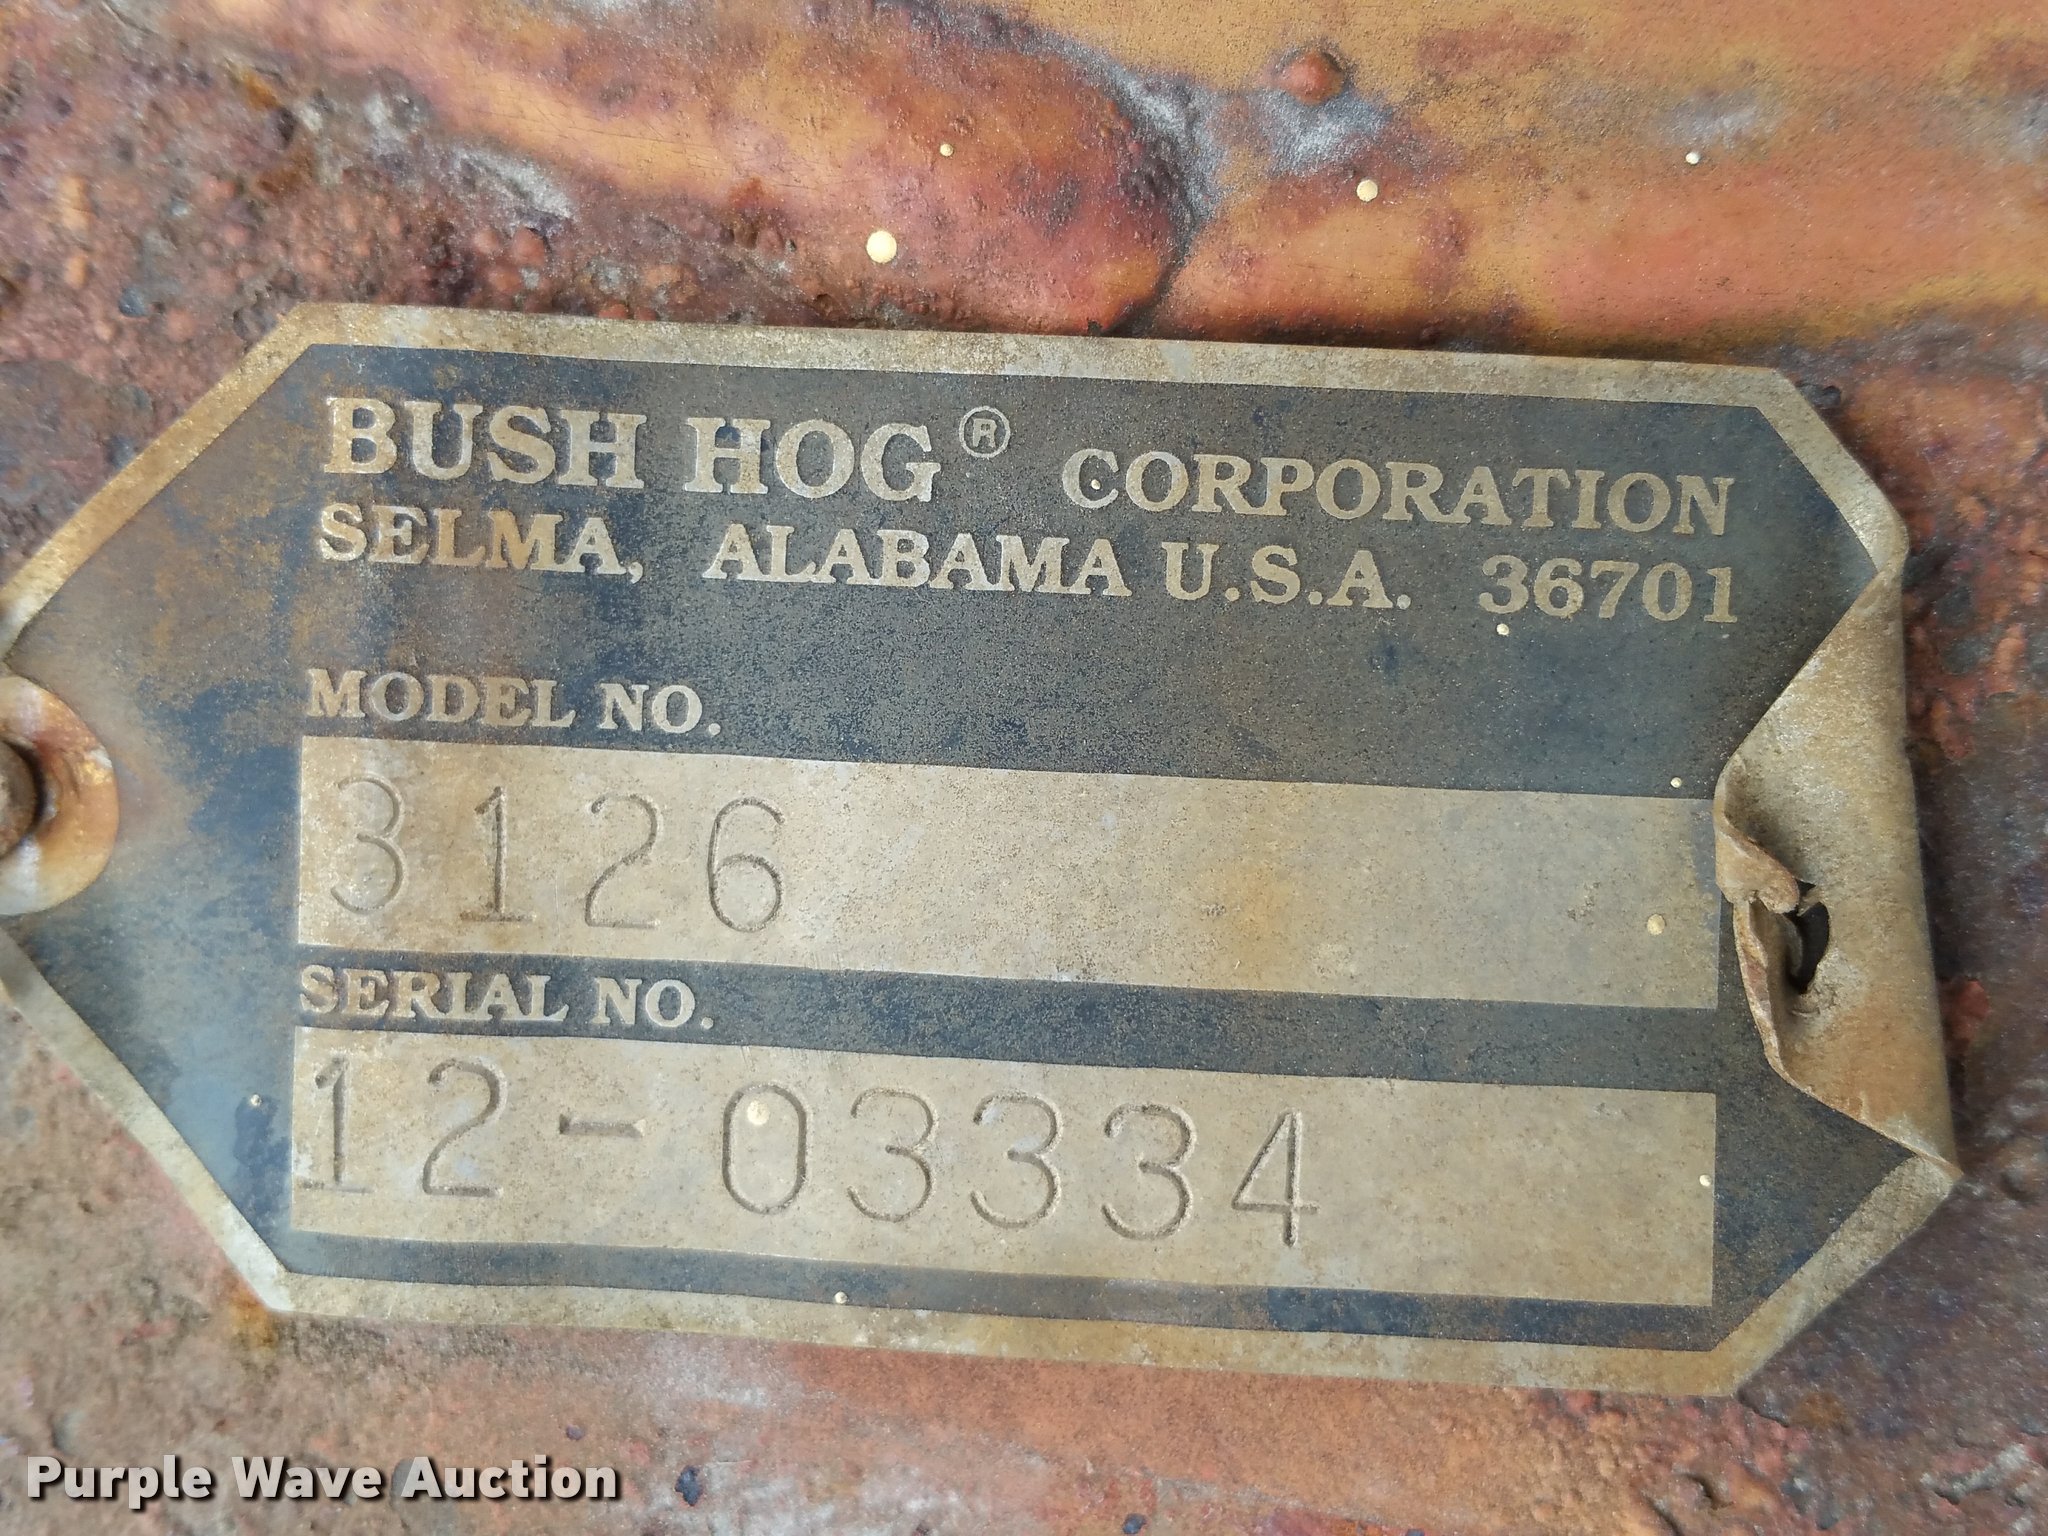 BUSH HOG® CORPORATION
SELMA, ALABAMA U.S.A. 36701
MODEL NO.
3126
SERIAL NO.
12-03334
Purple Wave Auction